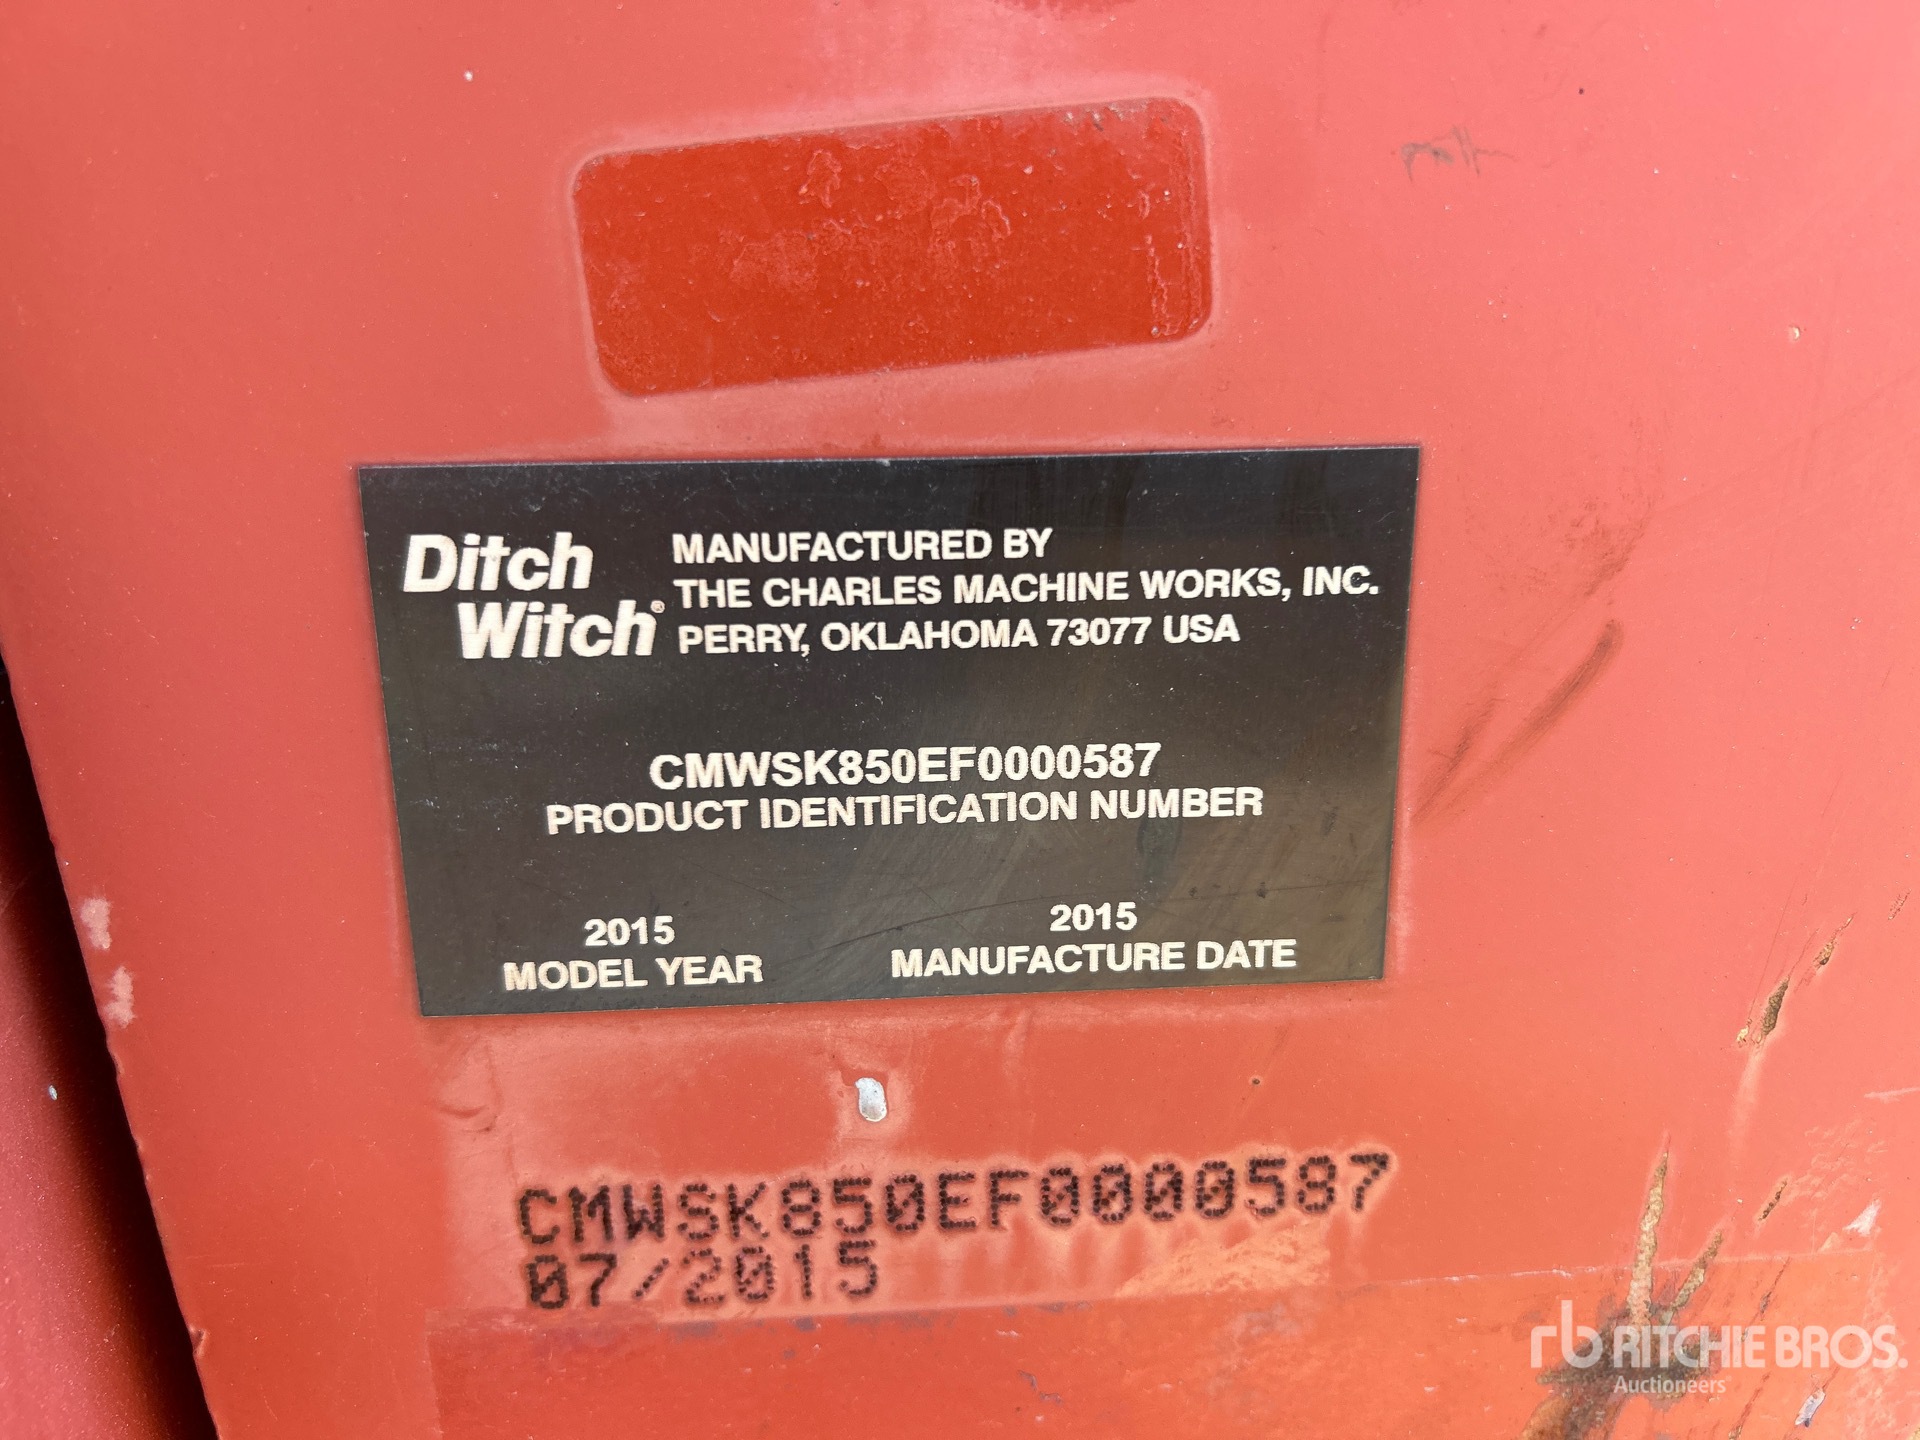 Ditch Witch®
MANUFACTURED BY
THE CHARLES MACHINE WORKS, INC.
PERRY, OKLAHOMA 73077 USA
CMWSK850EF0000587
PRODUCT IDENTIFICATION NUMBER
2015
MODEL YEAR
2015
MANUFACTURE DATE
CMWSK850EF0000587
07/2015
rb RITCHIE BROS.
Auctioneers